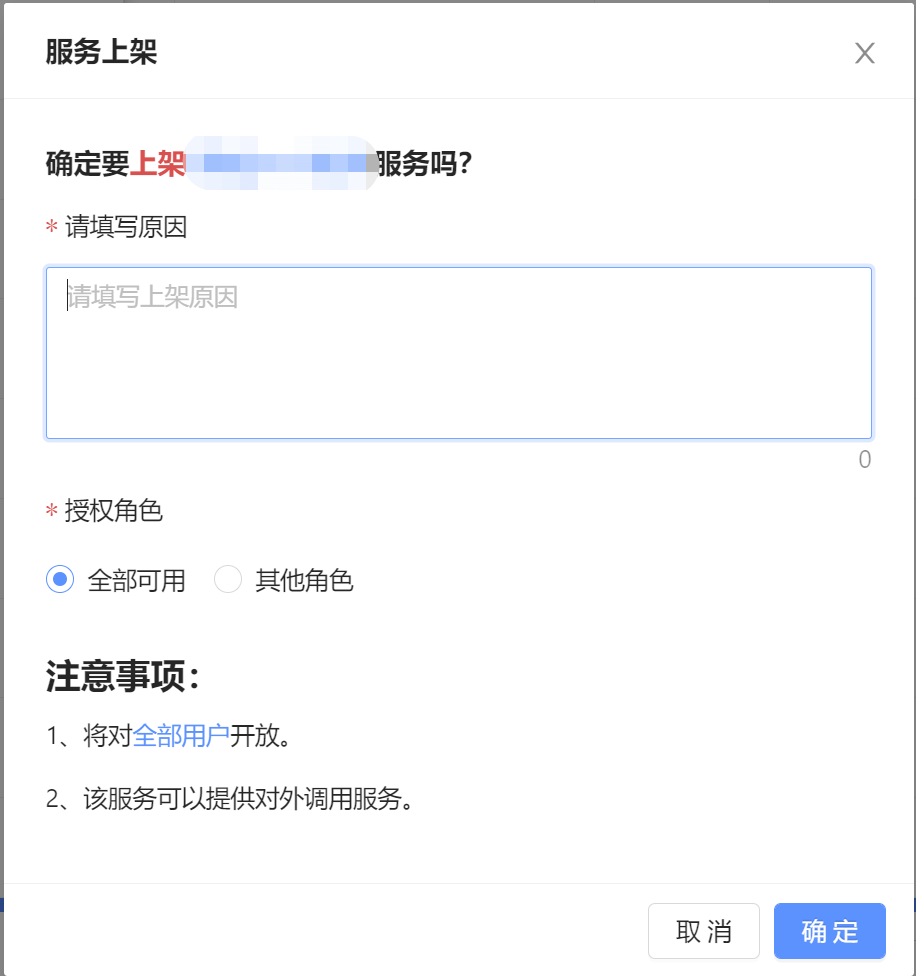 服务上架
确定要上架服务吗?
* 请填写原因
请填写上架原因
0
* 授权角色
全部可用 其他角色
注意事项：
1、将对全部用户开放。
2、该服务可以提供对外调用服务。
取 消 确 定